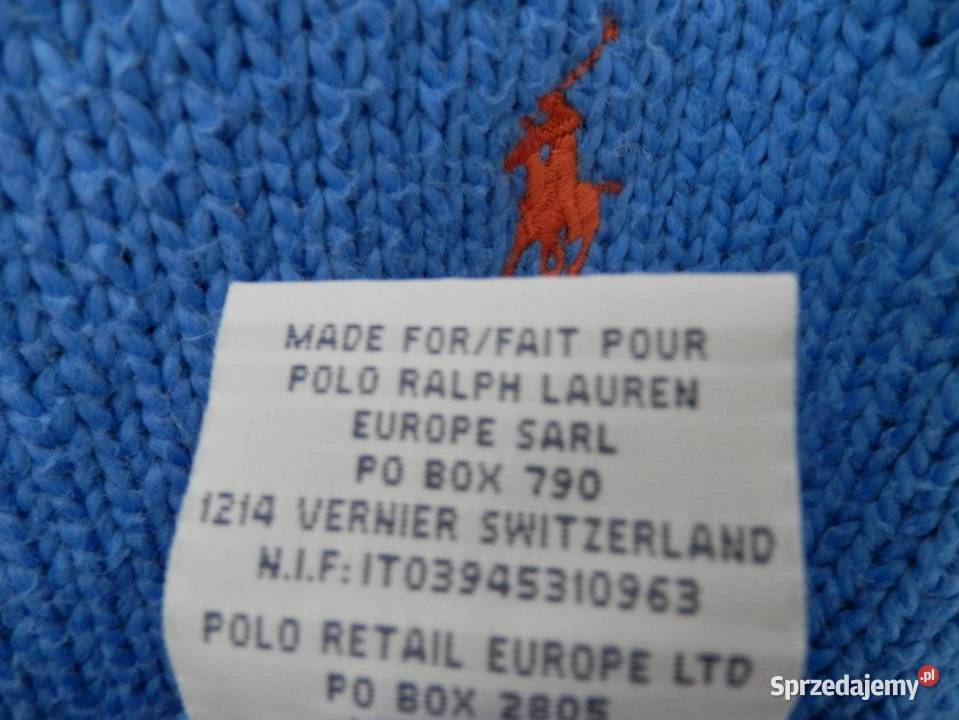 MADE FOR/FAIT POUR
POLO RALPH LAUREN
EUROPE SARL
PO BOX 790
1214 VERNIER SWITZERLAND
N.I.F: IT03945310963
POLO RETAIL EUROPE LTD
PO BOX 2805
Sprzedajemy.pl